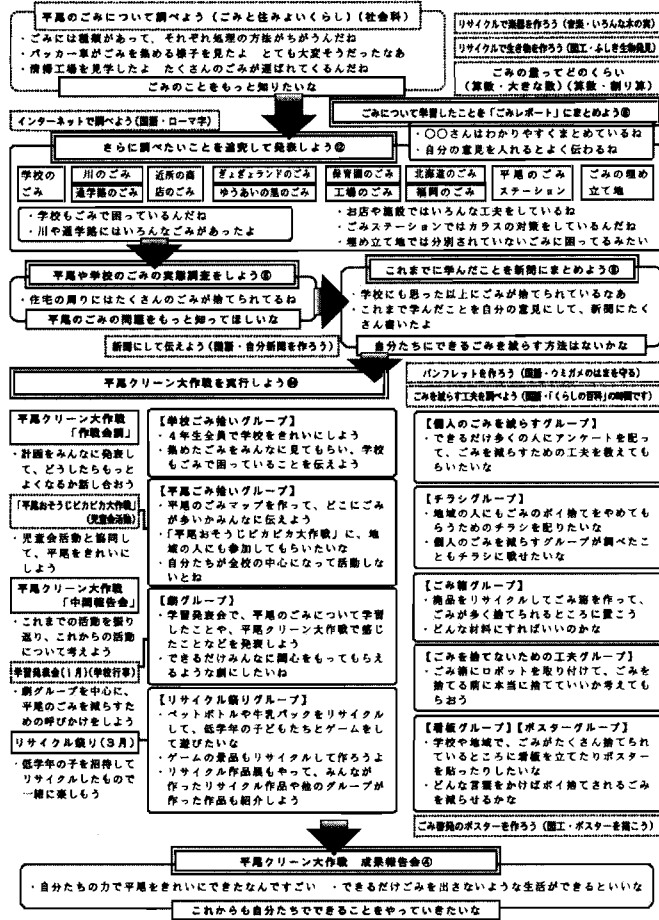 平尾のごみについて調べよう（ごみと住みよいくらし）(社会科)
・ごみには種類があって、それぞれ処理の方法がちがうんだね
・パッカー車がごみを集める様子を見たよ　とても大変そうだったなあ
・清掃工場を見学したよ　たくさんのごみが運ばれてくるんだね
ごみのことをもっと知りたいな
リサイクルで楽器を作ろう（音楽・いろんな木の実）
リサイクルで生き物を作ろう（図工・ふしき生物発見）
ごみの量ってどのくらい
（算数・大きな数）（算数・割り算）
インターネットで調べよう（国語・ローマ字）
ごみについて学習したことを「ごみレポート」にまとめよう⑥
・〇〇さんはわかりやすくまとめているね
・自分の意見を入れるとよく伝わるね
さらに調べたいことを追究して発表しよう⑫
学校の
ごみ
川のごみ
通学路のごみ
近所の商
店のごみ
ぎょぎょランドのごみ
ゆうあいの里のごみ
保育園のごみ
工場のごみ
北海道のごみ
福岡のごみ
平尾のごみ
ステーション
ごみの埋め
立て地
・学校もごみで困っているんだね
・川や通学路にはいろんなごみがあったよ
・お店や施設ではいろんな工夫をしているね
・ごみステーションではカラスの対策をしているんだね
・埋め立て地では分別されていないごみに困ってるみたい
平尾や学校のごみの実態調査をしよう⑥
・住宅の周りにはたくさんのごみが捨てられてるね
平尾のごみの問題をもっと知ってほしいな
これまでに学んだことを新聞にまとめよう⑧
・学校にも思った以上にごみが捨てられているなあ
・これまで学んだことを自分の意見にして、新聞にたく
さん書いたよ
自分たちにできるごみを減らす方法はないかな
新聞にして伝えよう（国語・自分新聞を作ろう）
平尾クリーン大作戦を実行しよう
パンフレットを作ろう（国語・ウミガメのはまを守る）
ごみを減らす工夫を調べよう（国語・「くらしの百科」の時間です）
平尾クリーン大作戦
「作戦会議」
・計画をみんなに発表し
て、どうしたらもっと
よくなるか話し合おう
「平尾おそうじピカピカ大作戦」
(児童会活動)
・児童会活動と協同し
て、平尾をきれいに
しよう
平尾クリーン大作戦
「中間報告会」
・これまでの活動を振り
返り、これからの活動
について考えよう
学習発表会(１月)(学校行事)
・劇グループを中心に、
平尾のごみを減らすた
めの呼びかけをしよう
リサイクル祭り(３月)
・低学年の子を招待して
リサイクルしたもので
一緒に楽しもう
【学校ごみ拾いグループ】
・４年生全員で学校をきれいにしよう
・集めたごみをみんなに見てもらい、学校
もごみで困っていることを伝えよう
【平尾ごみ拾いグループ】
・平尾のごみマップを作って、どこにごみ
が多いかみんなに伝えよう
・「平尾おそうじピカピカ大作戦」に、地
域の人にも参加してもらいたいな
・自分たちが全校の中心になって活動しな
いとね
【劇グループ】
・学習発表会で、平尾のごみについて学習
したことや、平尾クリーン大作戦で感じ
たことなどを発表しよう
・できるだけみんなに関心をもってもらえ
るような劇にしたいね
【リサイクル祭りグループ】
・ペットボトルや牛乳パックをリサイクル
して、低学年の子どもたちとゲームをし
て遊びたいな
・ゲームの景品もリサイクルして作ろうよ
・リサイクル作品展もやって、みんなが
作ったリサイクル作品や他のグループが
作った作品も紹介しよう
【個人のごみを減らすグループ】
・できるだけ多くの人にアンケートを配っ
て、ごみを減らすための工夫を教えても
らいたいな
【チラシグループ】
・地域の人にもごみのポイ捨てをやめても
らうためのチラシを配りたいな
・個人のごみを減らすグループが調べたこ
ともチラシに載せたいな
【ごみ箱グループ】
・廃品をリサイクルしてごみ箱を作って、
ごみが多く捨てられるところに置こう
・どんな材料にすればいいのかな
【ごみを捨てないための工夫グループ】
・ごみ箱にロボットを取り付けて、ごみを
捨てる前に本当に捨てていいか考えても
らおう
【看板グループ】【ポスターグループ】
・学校や地域で、ごみがたくさん捨てられ
ているところに看板を立てたりポスター
を貼ったりしたいな
・どんな言葉をかけばポイ捨てされるごみ
を減らせるかな
ごみ啓発のポスターを作ろう（図工・ポスターを描こう）
平尾クリーン大作戦　成果報告会④
・自分たちの力で平尾をきれいにできたなんてすごい　・できるだけごみを出さないような生活ができるといいな
これからも自分たちでできることをやっていきたいな